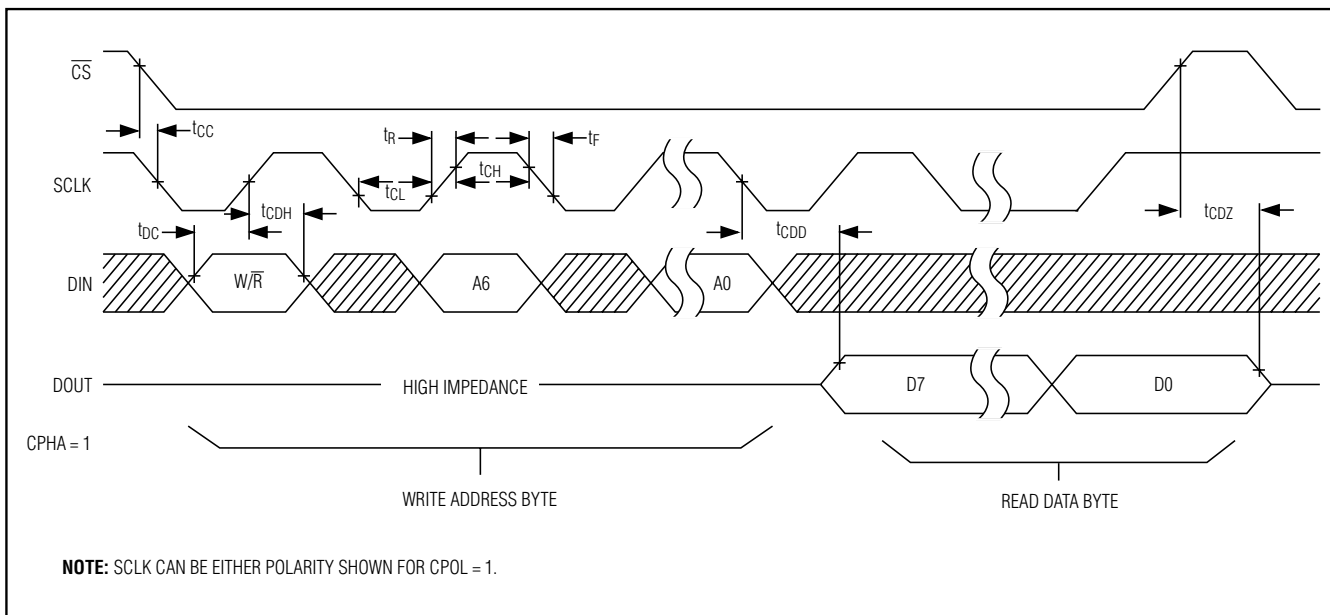 C̅S̅
tCC
tR
tF
SCLK
tCL
tCH
tDC
tCDH
tCDD
tCDZ
DIN
W/R̅
A6
A0
DOUT
HIGH IMPEDANCE
D7
D0
CPHA = 1
WRITE ADDRESS BYTE
READ DATA BYTE
NOTE: SCLK CAN BE EITHER POLARITY SHOWN FOR CPOL = 1.